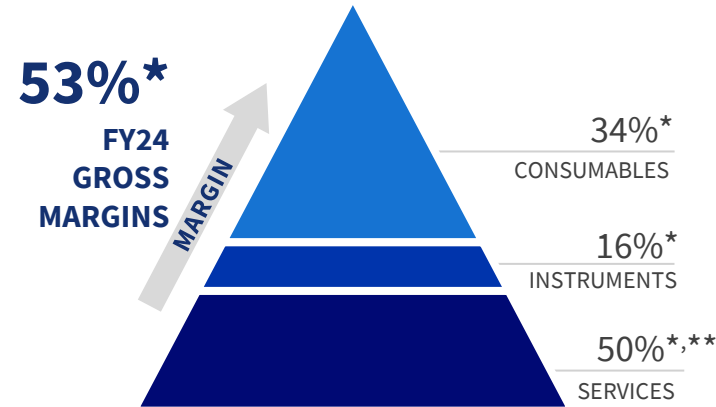 53%*
FY24
GROSS
MARGINS
MARGIN
34%*
CONSUMABLES
16%*
INSTRUMENTS
50%*,**
SERVICES